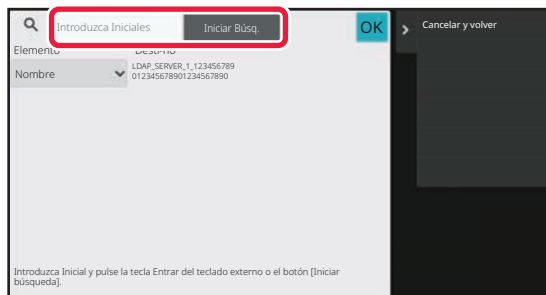 Introduzca Iniciales
Iniciar Búsq.
OK
Cancelar y volver
Elemento
Nombre
LDAP_SERVER_1_123456789
012345678901234567890
Introduzca Inicial y pulse la tecla Entrar del teclado externo o el botón [Iniciar
búsqueda].